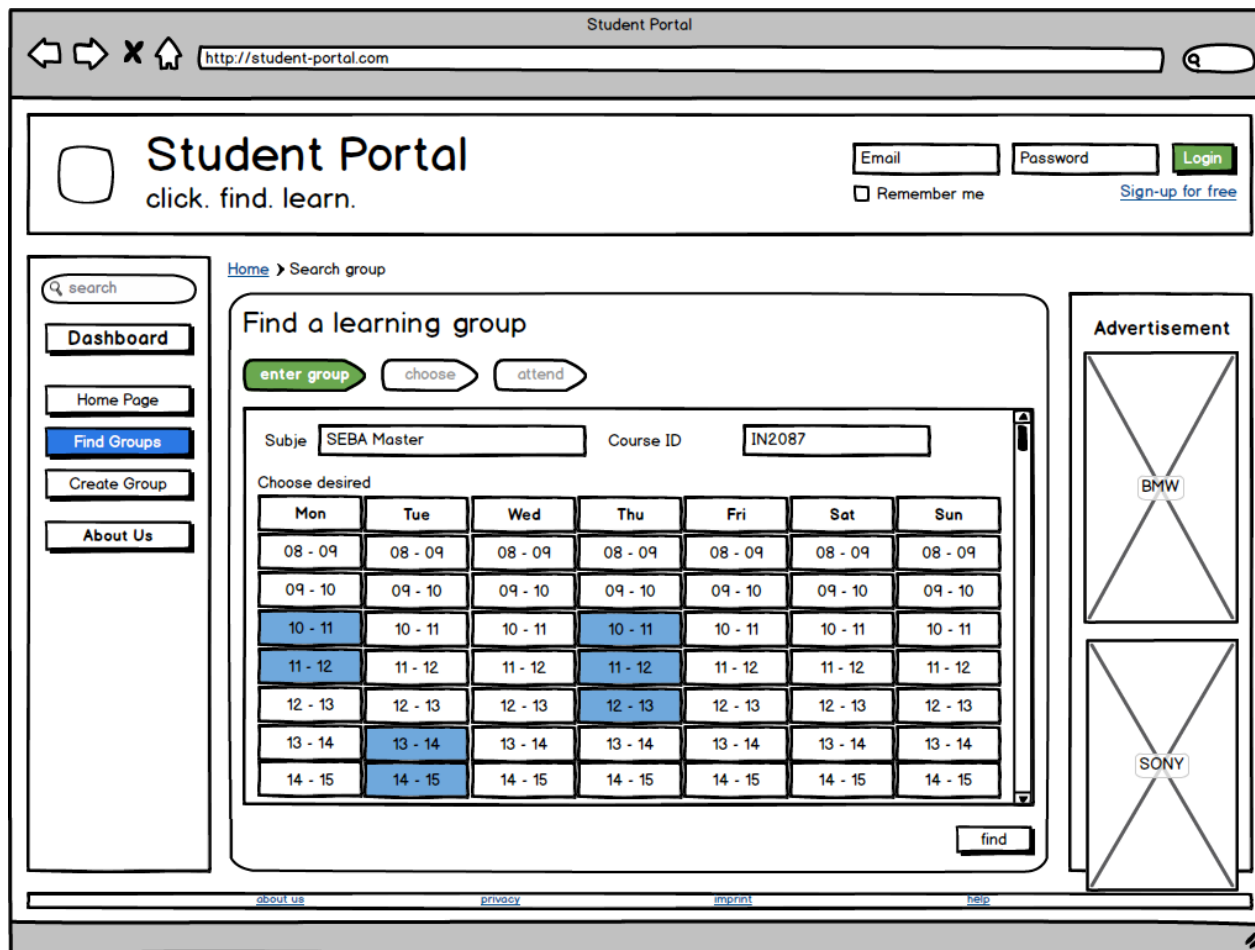 Student Portal
http://student-portal.com
Student Portal
click. find. learn.
Email
Password
Login
Remember me
Sign-up for free
search
Dashboard
Home Page
Find Groups
Create Group
About Us
Home > Search group
Find a learning group
enter group
choose
attend
Subje
SEBA Master
Course ID
IN2087
Choose desired
Mon Tue Wed Thu Fri Sat Sun
08 - 09 08 - 09 08 - 09 08 - 09 08 - 09 08 - 09 08 - 09
09 - 10 09 - 10 09 - 10 09 - 10 09 - 10 09 - 10 09 - 10
10 - 11 10 - 11 10 - 11 10 - 11 10 - 11 10 - 11 10 - 11
11 - 12 11 - 12 11 - 12 11 - 12 11 - 12 11 - 12 11 - 12
12 - 13 12 - 13 12 - 13 12 - 13 12 - 13 12 - 13 12 - 13
13 - 14 13 - 14 13 - 14 13 - 14 13 - 14 13 - 14 13 - 14
14 - 15 14 - 15 14 - 15 14 - 15 14 - 15 14 - 15 14 - 15
find
Advertisement
BMW
SONY
about us privacy imprint help